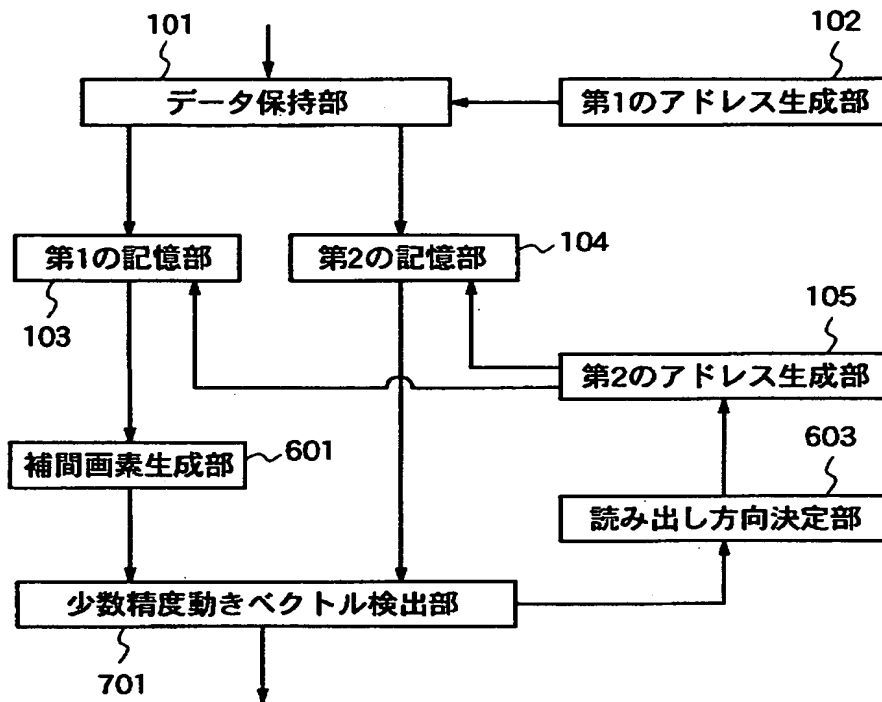 101
102
データ保持部
第1のアドレス生成部
第1の記憶部
第2の記憶部
104
103
105
第2のアドレス生成部
補間画素生成部
601
603
読み出し方向決定部
少数精度動きベクトル検出部
701